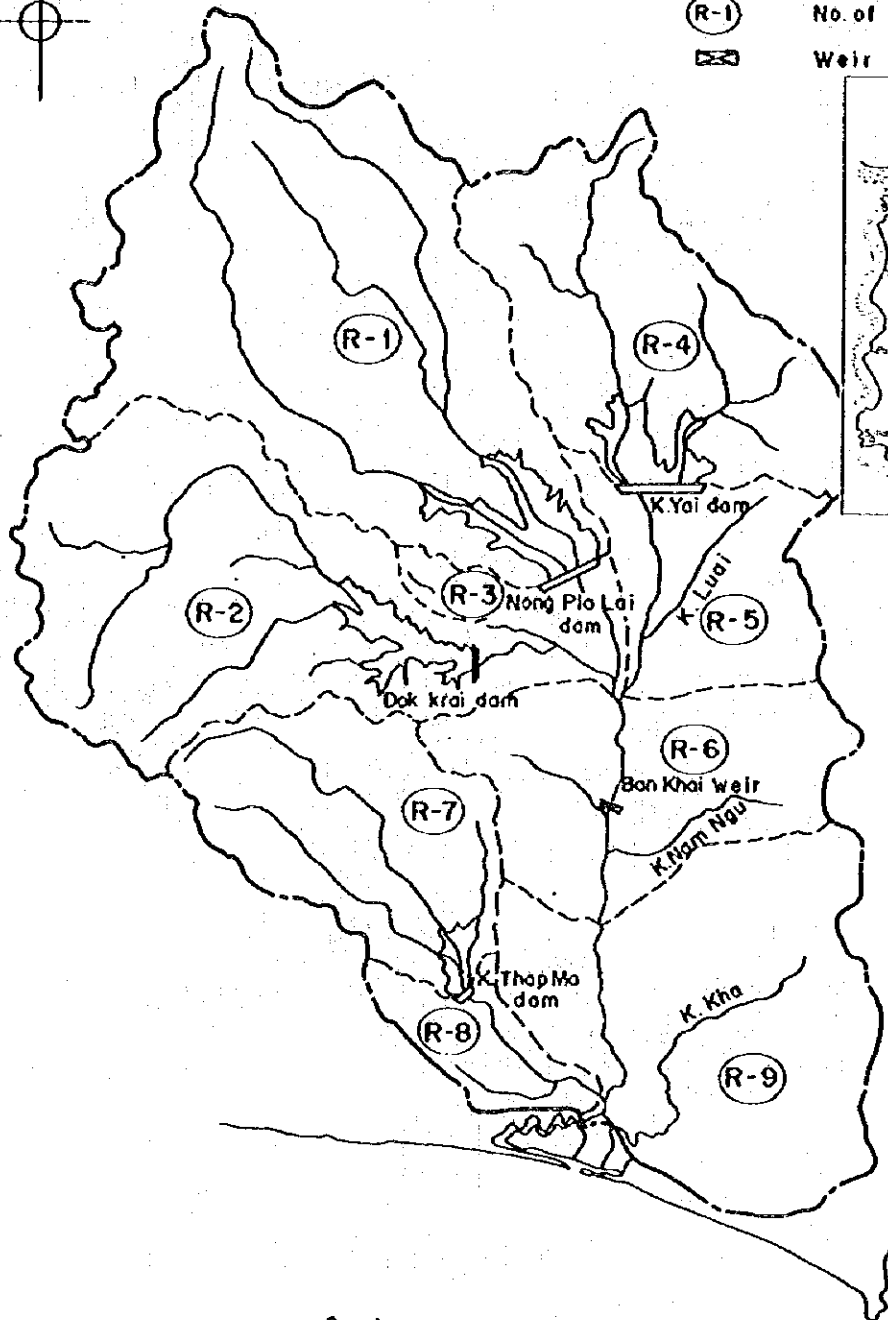 R-1 No. of
Weir
R-1
R-4
K.Yai dam
R-2
R-3
Nong Pla Lai
dam
K. Luai
R-5
Dok krai dam
R-6
Ban Khai weir
R-7
K.Nam Ngu
K.Thap Ma
dam
K. Kha
R-8
R-9